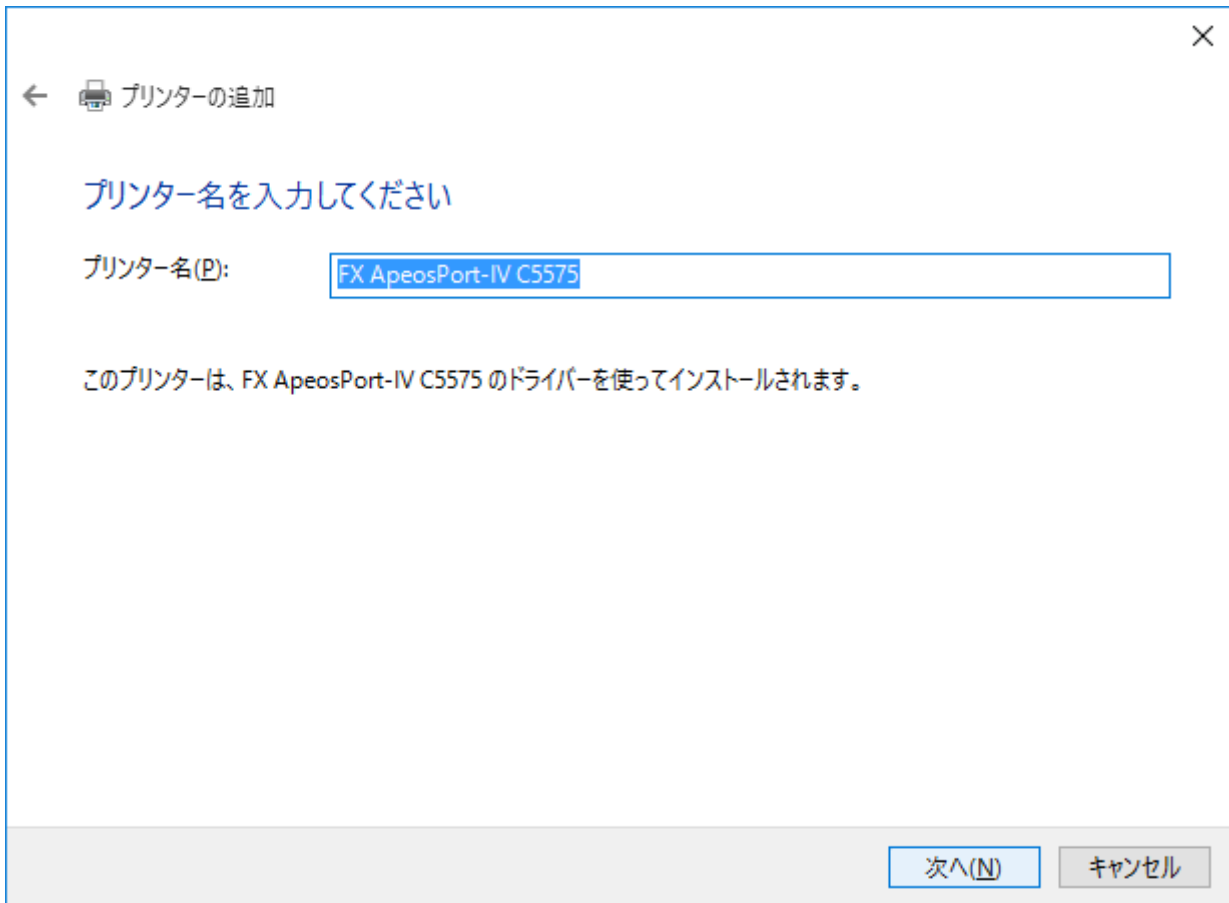 プリンターの追加
プリンター名を入力してください
プリンター名(P): FX ApeosPort-IV C5575
このプリンターは、FX ApeosPort-IV C5575 のドライバーを使ってインストールされます。
次へ(N) キャンセル